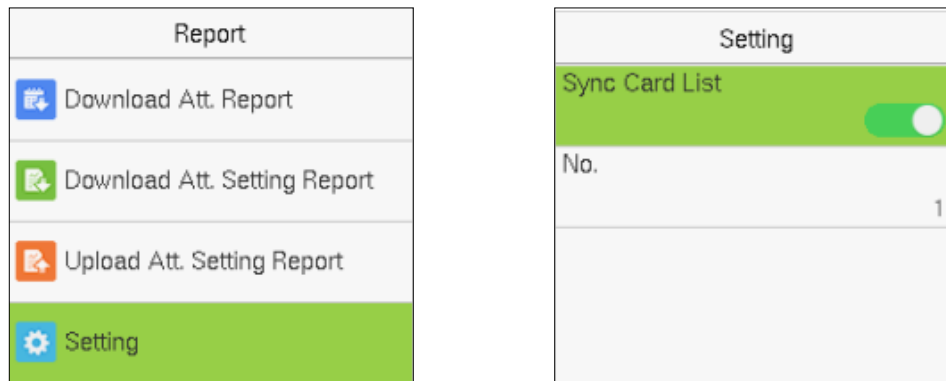 Report
Download Att. Report
Download Att. Setting Report
Upload Att. Setting Report
Setting
Setting
Sync Card List
No.
1